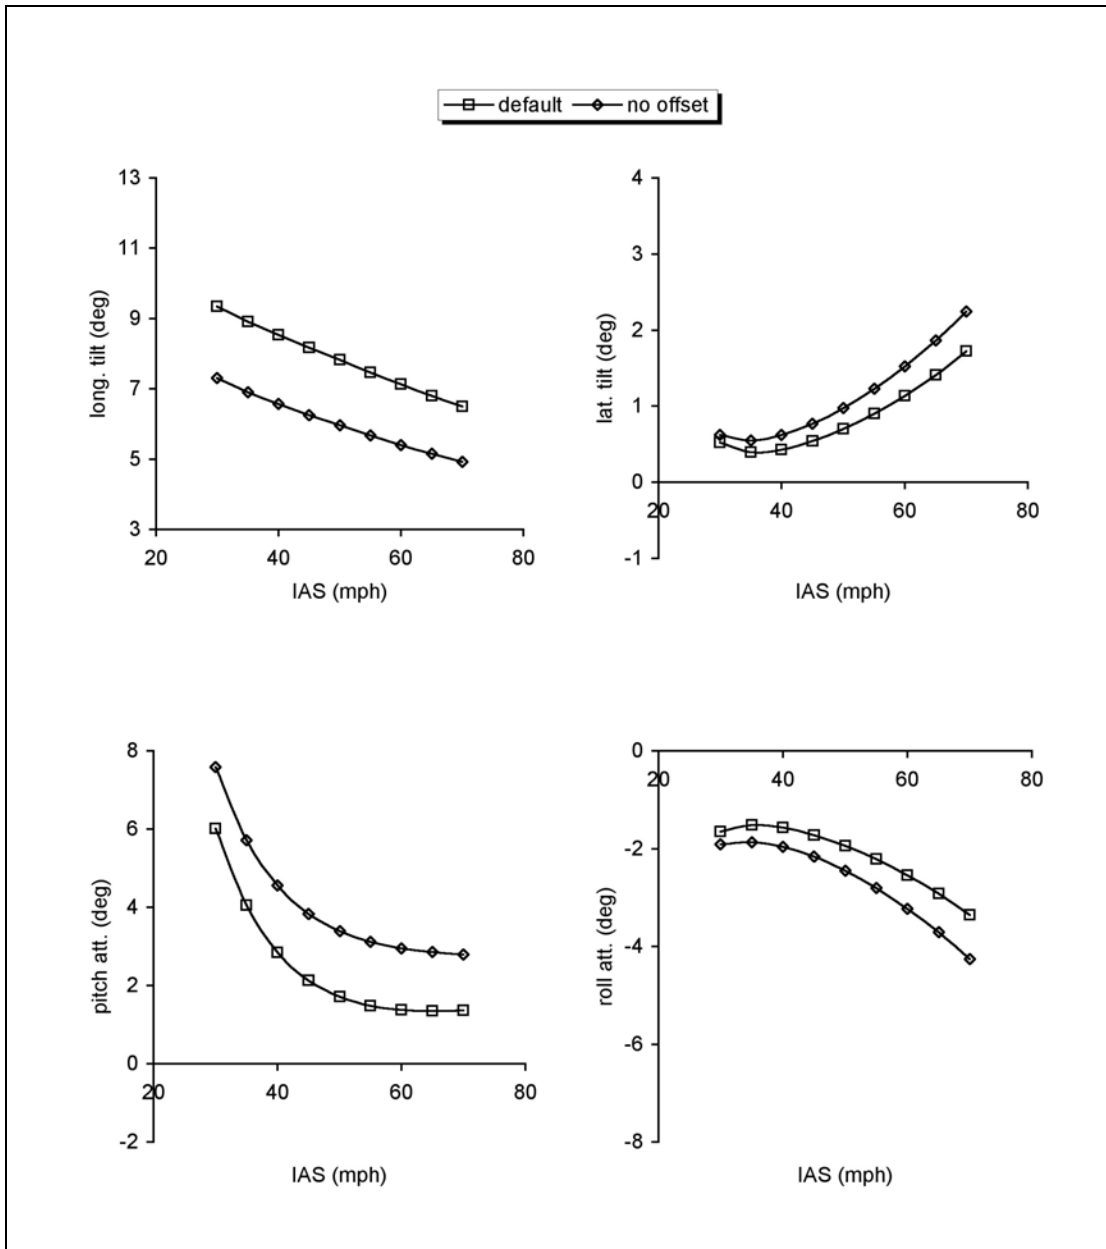 default no offset
13
11
9
7
5
3
20 40 60 80
long. tilt (deg)
IAS (mph)
4
3
2
1
0
-1
20 40 60 80
lat. tilt (deg)
IAS (mph)
8
6
4
2
0
-2
20 40 60 80
pitch att. (deg)
IAS (mph)
0
-2
-4
-6
-8
20 40 60 80
roll att. (deg)
IAS (mph)